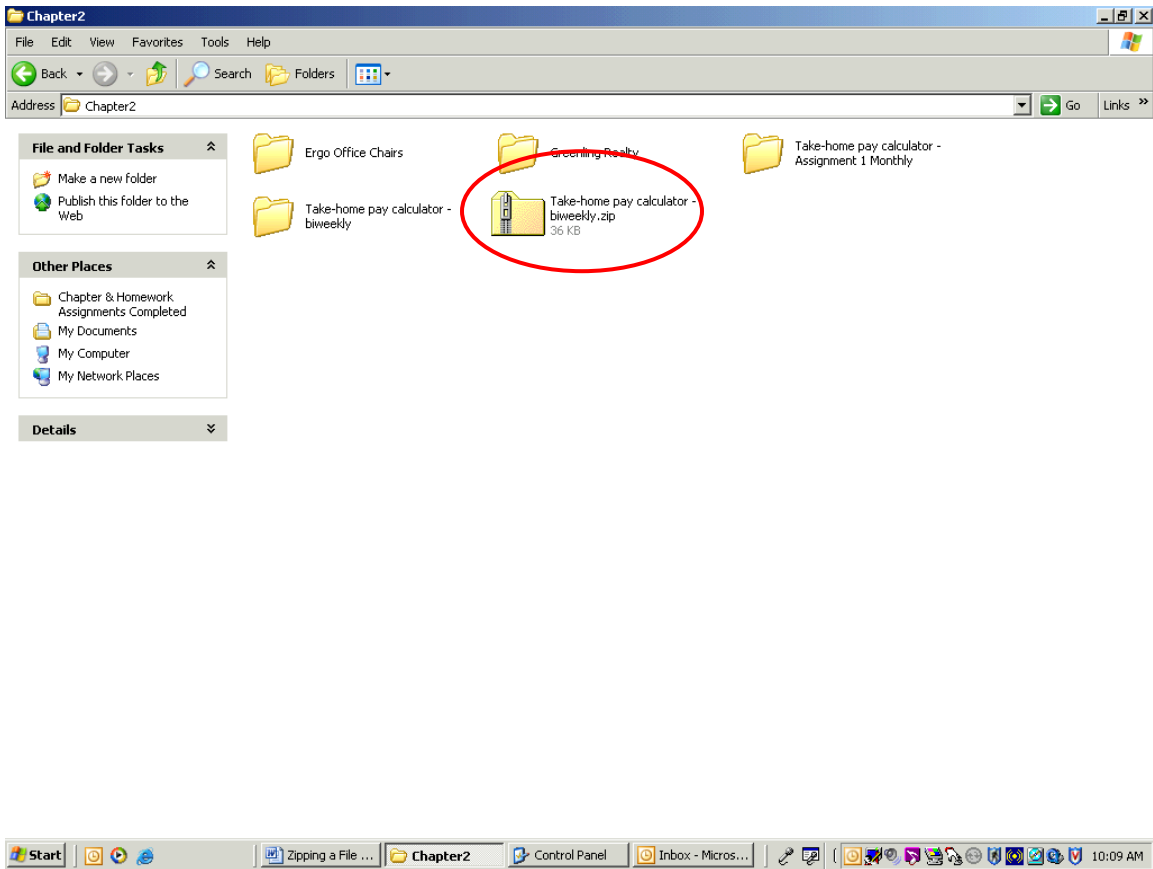 Chapter2
File Edit View Favorites Tools Help
Back Search Folders
Address Chapter2 Go Links »
File and Folder Tasks
Make a new folder
Publish this folder to the
Web
Other Places
Chapter & Homework
Assignments Completed
My Documents
My Computer
My Network Places
Details
Ergo Office Chairs
Greenling Realty
Take-home pay calculator -
Assignment 1 Monthly
Take-home pay calculator -
biweekly
Take-home pay calculator -
biweekly.zip
36 KB
Start Zipping a File ... Chapter2 Control Panel Inbox - Micros... 10:09 AM